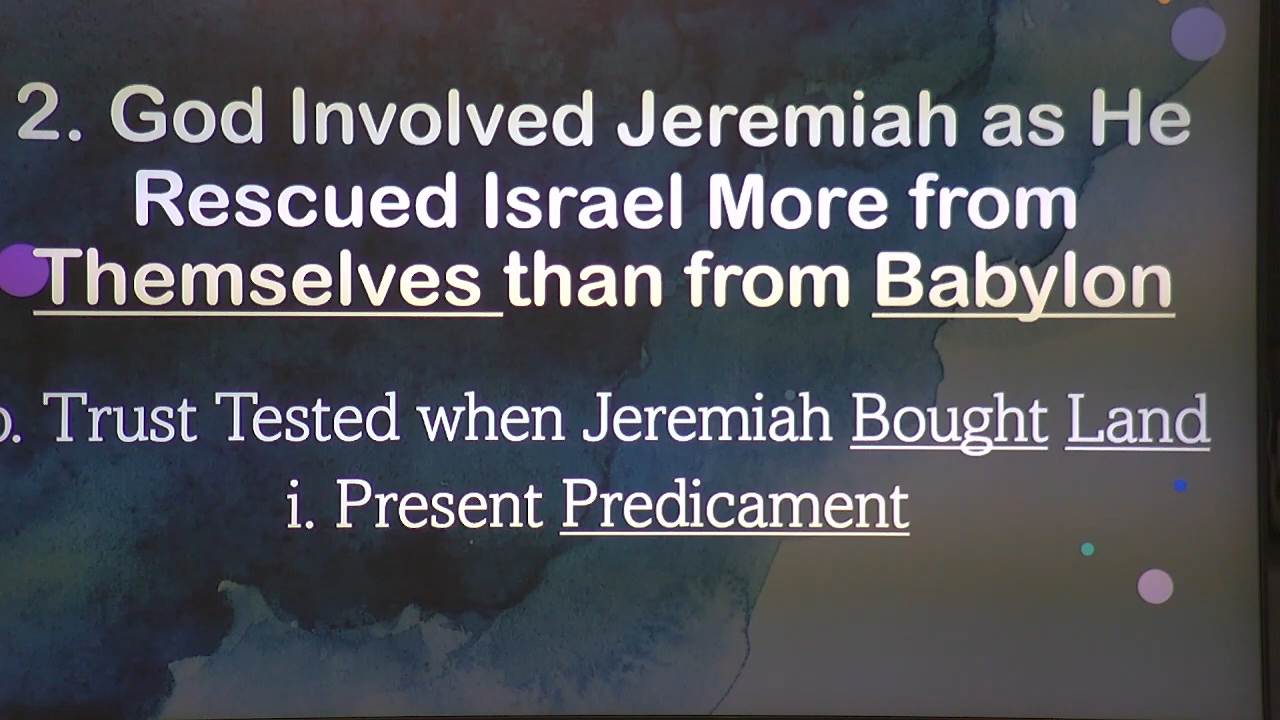 2. God Involved Jeremiah as He
Rescued Israel More from
Themselves than from Babylon
b. Trust Tested when Jeremiah Bought Land
i. Present Predicament